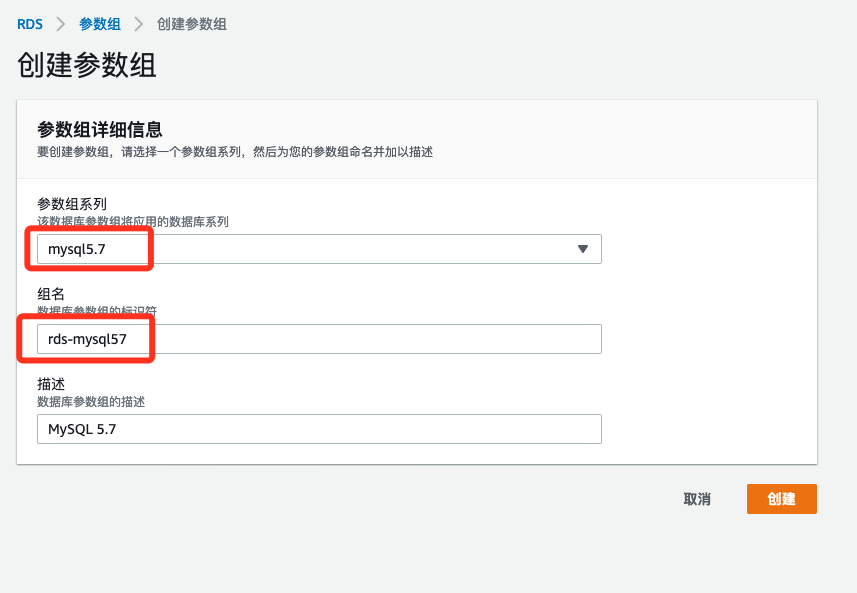 RDS > 参数组 > 创建参数组
创建参数组
参数组详细信息
要创建参数组，请选择一个参数组系列，然后为您的参数组命名并加以描述
参数组系列
该数据库参数组将应用的数据库系列
mysql5.7
组名
数据库参数组的标识符
rds-mysql57
描述
数据库参数组的描述
MySQL 5.7
取消 创建